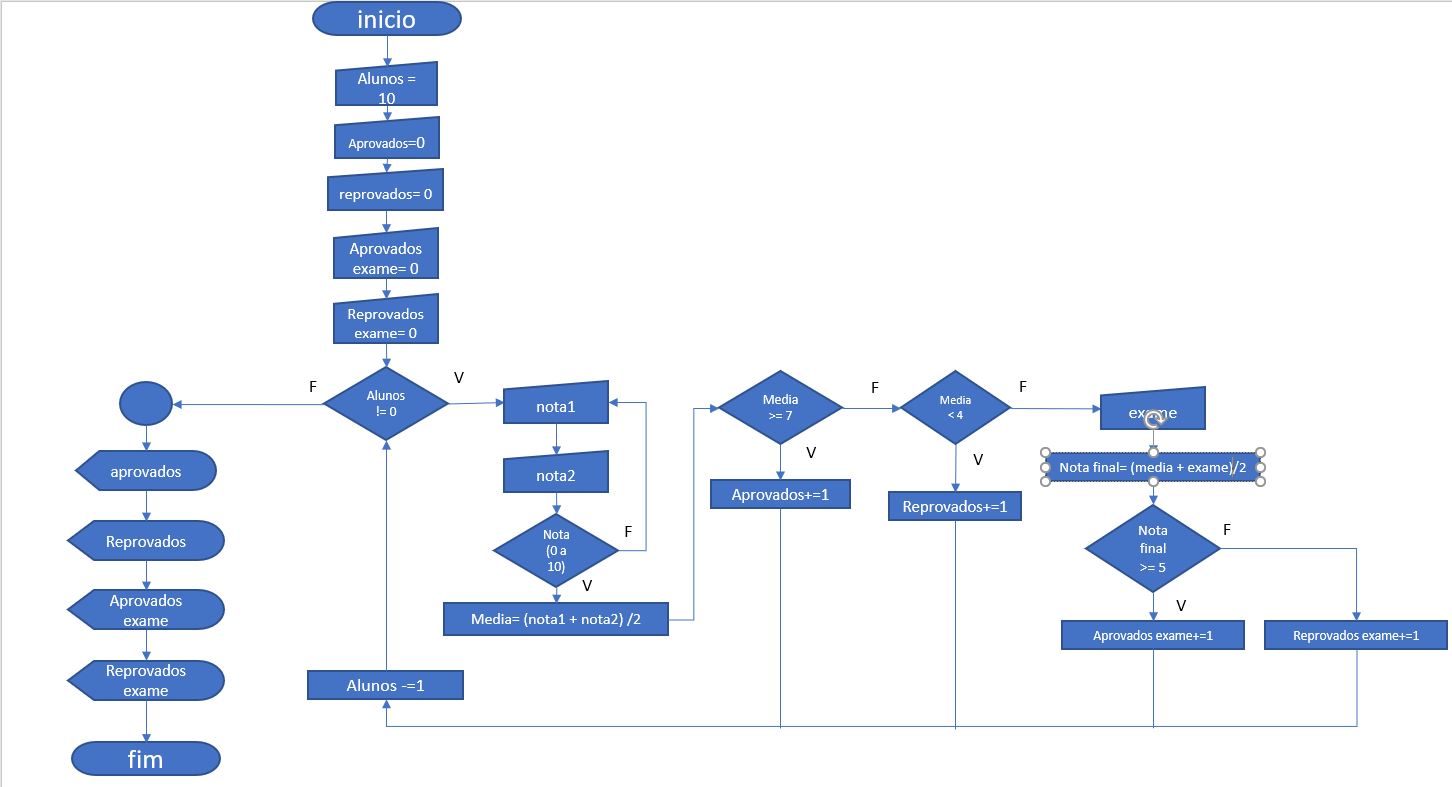 inicio
Alunos =
10
Aprovados=0
reprovados= 0
Aprovados
exame= 0
Reprovados
exame= 0
Alunos
!= 0
F
V
nota1
nota2
Nota
(0 a
10)
F
V
Media= (nota1 + nota2) /2
Media
>= 7
F
V
Aprovados+=1
Media
< 4
F
V
Reprovados+=1
exame
Nota final= (media + exame)/2
Nota
final
>= 5
F
V
Aprovados exame+=1
Reprovados exame+=1
Alunos -=1
aprovados
Reprovados
Aprovados
exame
Reprovados
exame
fim